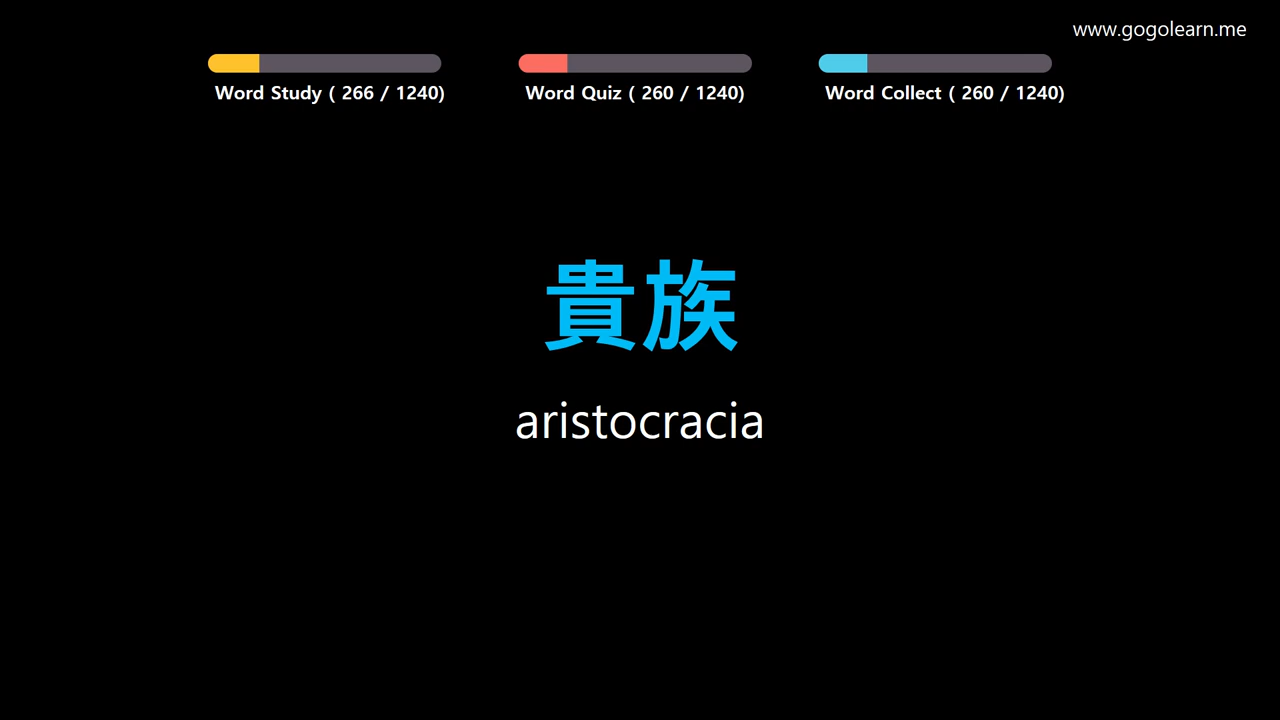 www.gogolearn.me
Word Study ( 266 / 1240)
Word Quiz ( 260 / 1240)
Word Collect ( 260 / 1240)
貴族
aristocracia